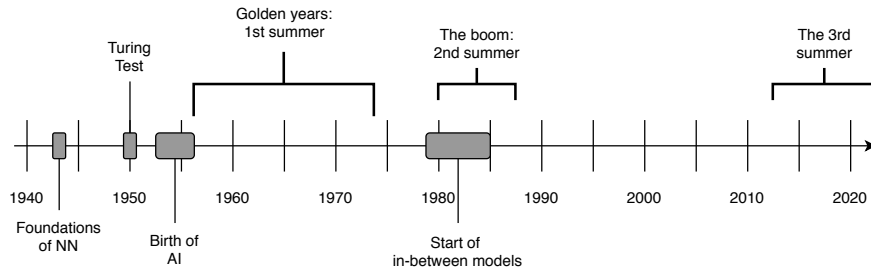 Golden years:
1st summer
Turing
Test
The boom:
2nd summer
The 3rd
summer
1940
1950
1960
1970
1980
1990
2000
2010
2020
Foundations
of NN
Birth of
AI
Start of
in-between models